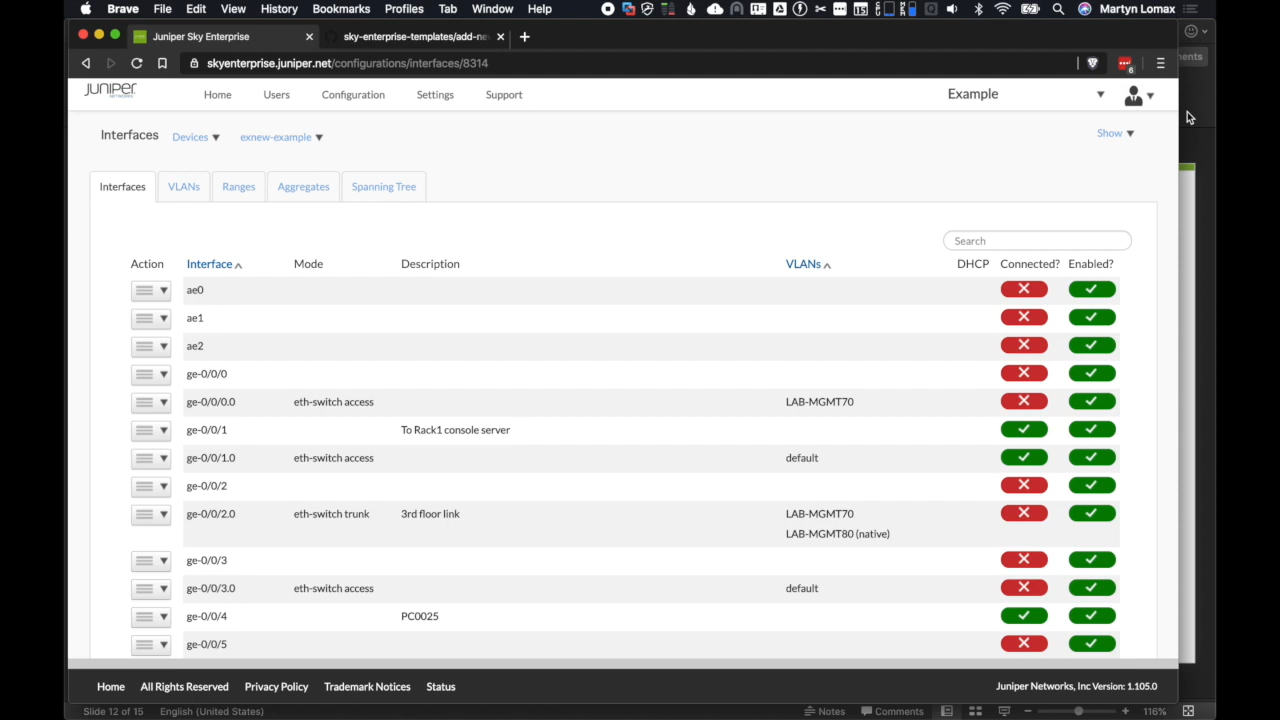 Brave File Edit View History Bookmarks Profiles Tab Window Help Martyn Lomax
Juniper Sky Enterprise sky-enterprise-templates/add-ne
skyenterprise.juniper.net/configurations/interfaces/8314 6
JUNIPER NETWORKS Home Users Configuration Settings Support Example
Interfaces Devices exnew-example Show
Interfaces VLANs Ranges Aggregates Spanning Tree
Search
Action Interface Mode Description VLANs DHCP Connected? Enabled?
ae0
ae1
ae2
ge-0/0/0
ge-0/0/0.0 eth-switch access LAB-MGMT70
ge-0/0/1 To Rack1 console server
ge-0/0/1.0 eth-switch access default
ge-0/0/2
ge-0/0/2.0 eth-switch trunk 3rd floor link LAB-MGMT70
LAB-MGMT80 (native)
ge-0/0/3
ge-0/0/3.0 eth-switch access default
ge-0/0/4 PC0025
ge-0/0/5
Home All Rights Reserved Privacy Policy Trademark Notices Status Juniper Networks, Inc Version: 1.105.0
Slide 12 of 15 English (United States) Notes Comments 116%